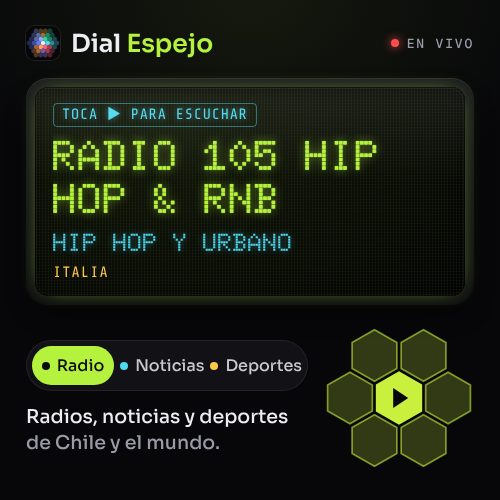 Dial Espejo
EN VIVO
TOCA ▶ PARA ESCUCHAR
RADIO 105 HIP
HOP & RNB
HIP HOP Y URBANO
ITALIA
Radio Noticias Deportes
Radios, noticias y deportes
de Chile y el mundo.